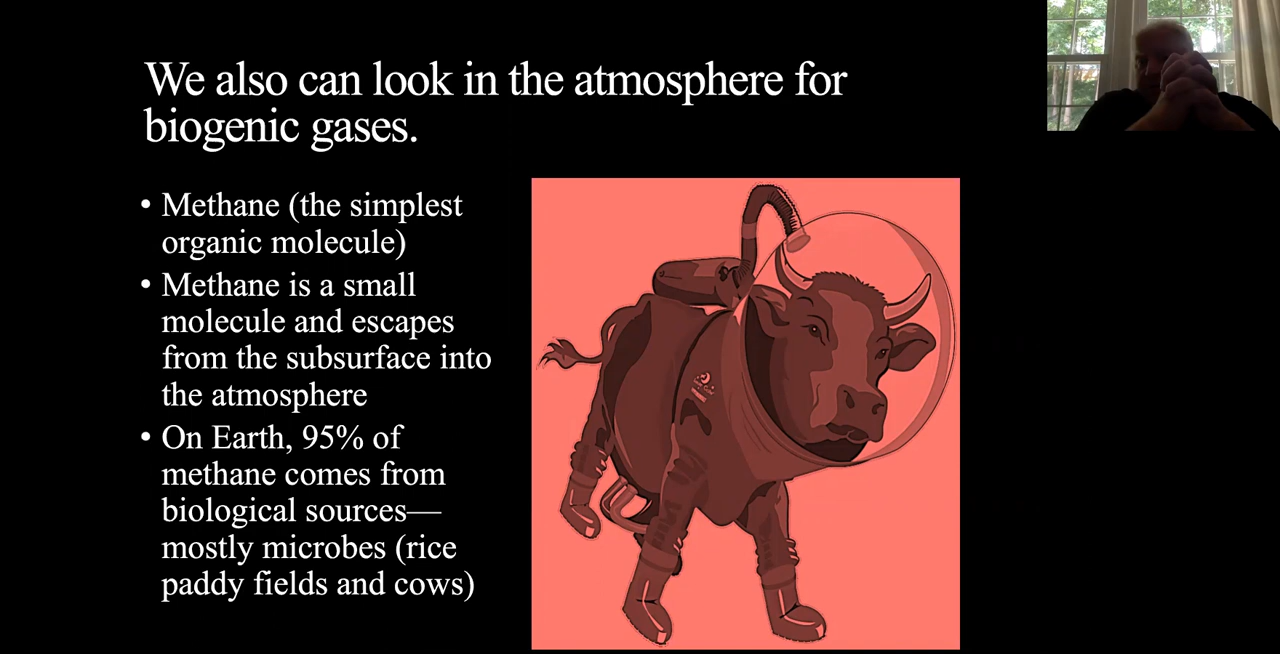 We also can look in the atmosphere for
biogenic gases.
• Methane (the simplest
organic molecule)
• Methane is a small
molecule and escapes
from the subsurface into
the atmosphere
• On Earth, 95% of
methane comes from
biological sources—
mostly microbes (rice
paddy fields and cows)